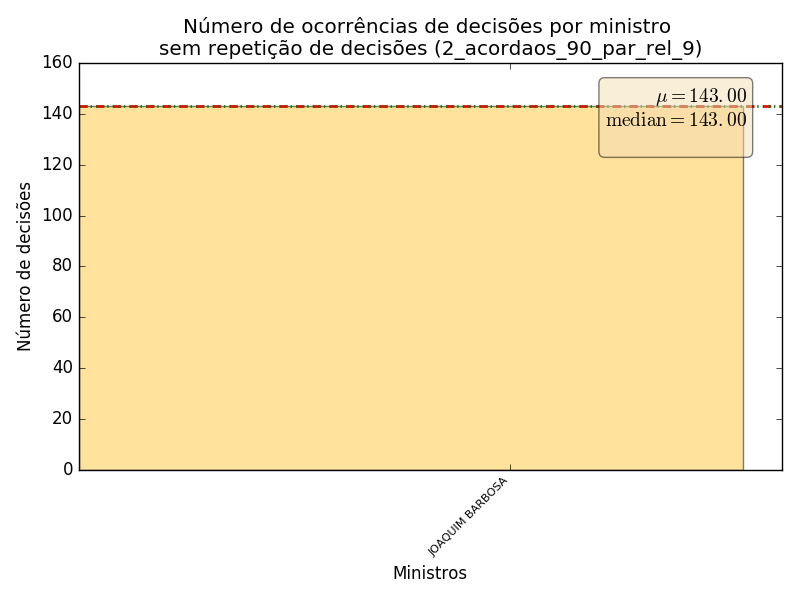 Número de ocorrências de decisões por ministro
sem repetição de decisões (2_acordaos_90_par_rel_9)
160
140
120
100
80
60
40
20
0
Número de decisões
μ = 143.00
median = 143.00
JOAQUIM BARBOSA
Ministros